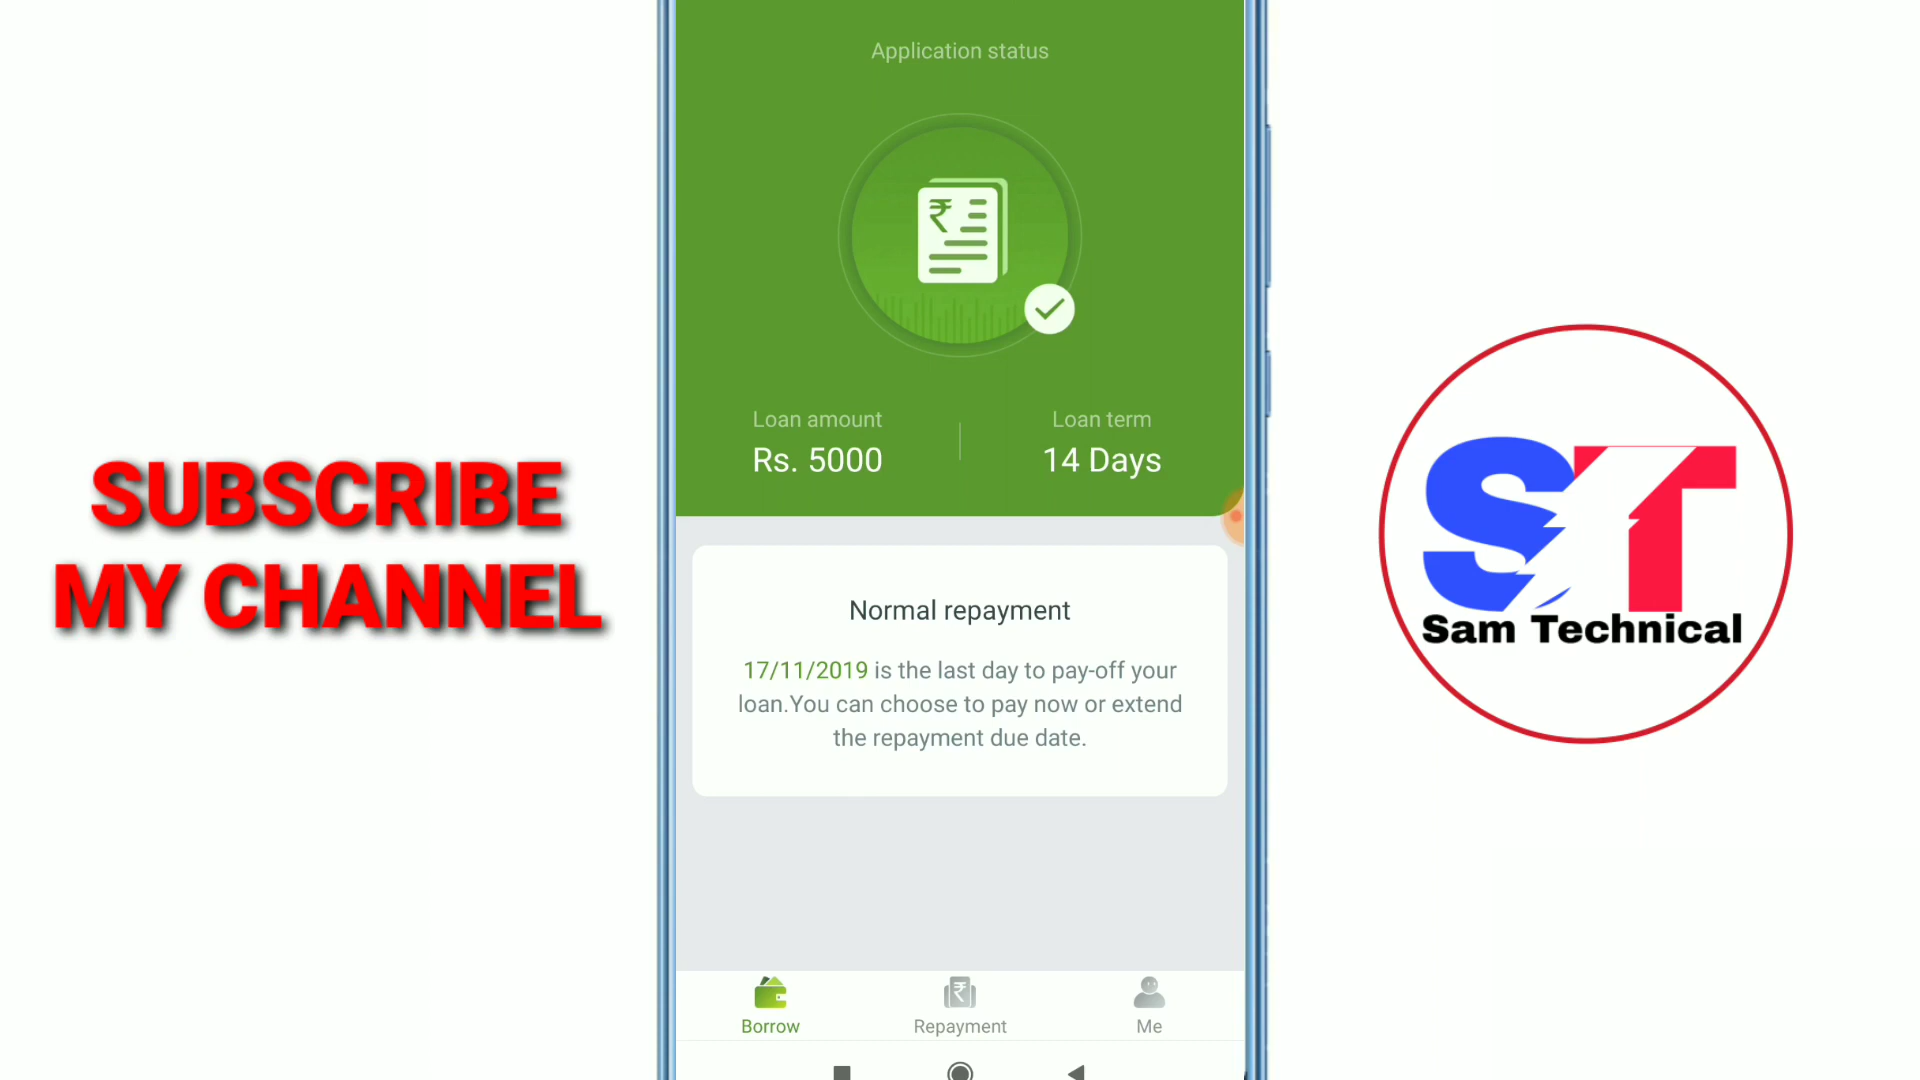 Application status
₹
Loan amount
Rs. 5000
Loan term
14 Days
Normal repayment
17/11/2019 is the last day to pay-off your
loan.You can choose to pay now or extend
the repayment due date.
Borrow
₹
Repayment
Me
SUBSCRIBE
MY CHANNEL
ST
Sam Technical